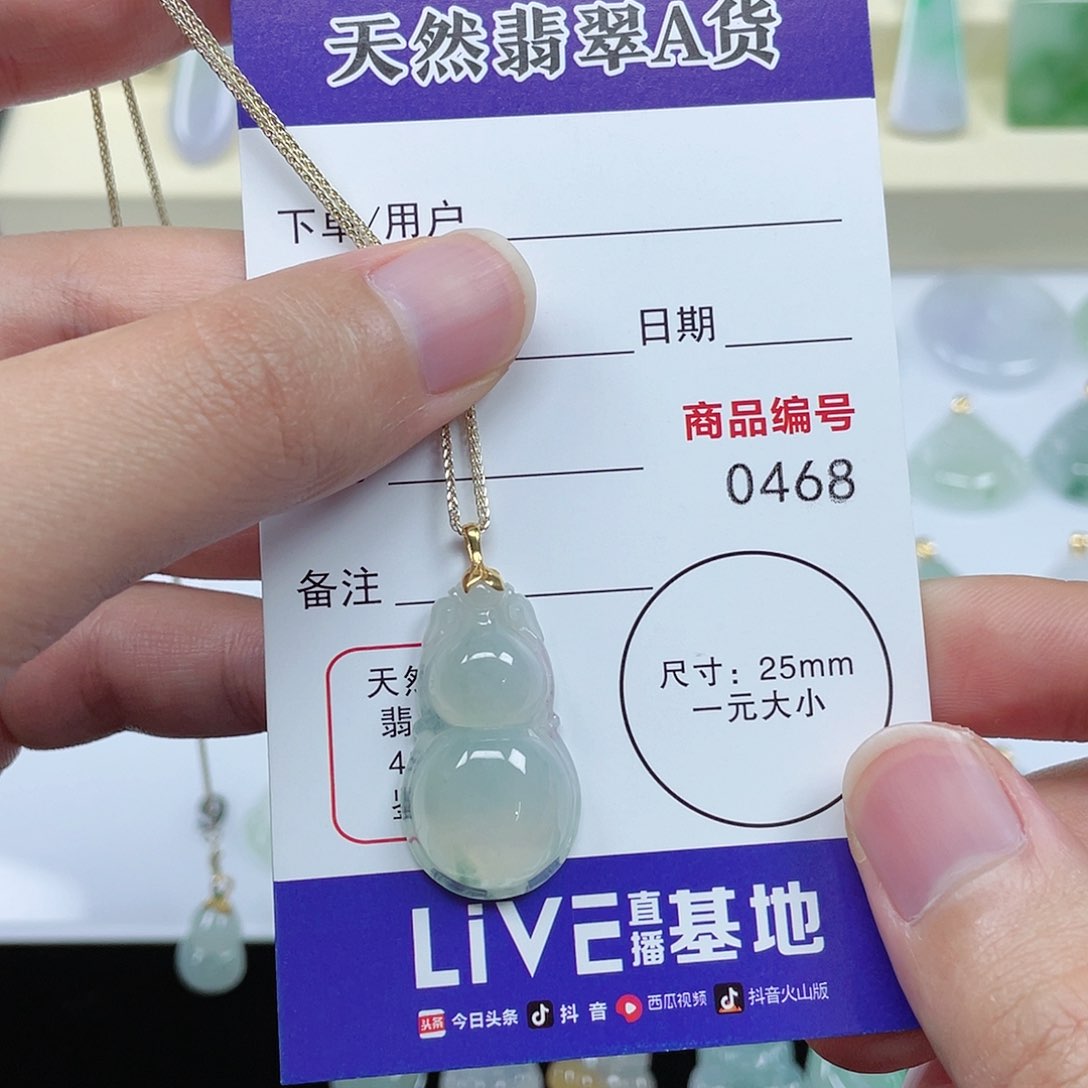 天然翡翠A货
下单/用户
日期
商品编号
0468
备注
天然
翡
4
尺寸：25mm
一元大小
LiVE直播基地
头条 今日头条 抖音 西瓜视频 抖音火山版